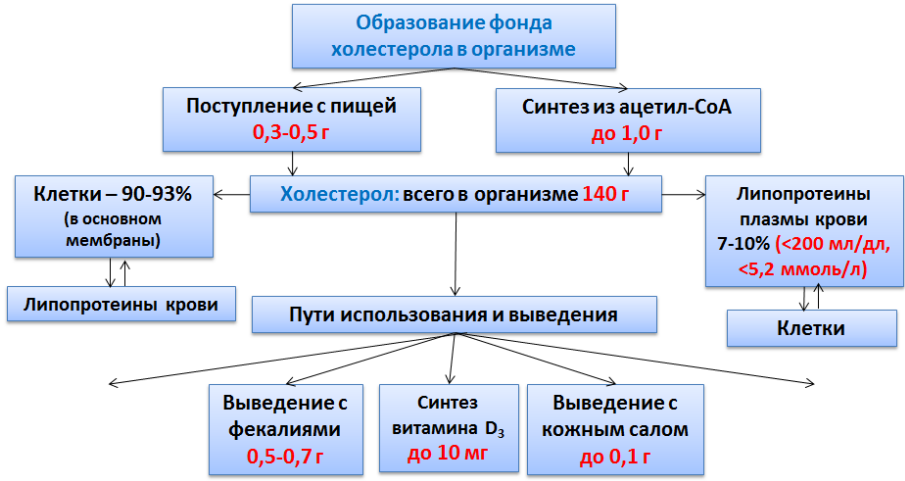 Образование фонда
холестерола в организме
Поступление с пищей
0,3-0,5 г
Синтез из ацетил-СоА
до 1,0 г
Клетки – 90-93%
(в основном
мембраны)
Холестерол: всего в организме 140 г
Липопротеины
плазмы крови
7-10% (<200 мл/дл,
<5,2 ммоль/л)
Липопротеины крови
Пути использования и выведения
Клетки
Выведение с
фекалиями
0,5-0,7 г
Синтез
витамина D₃
до 10 мг
Выведение с
кожным салом
до 0,1 г